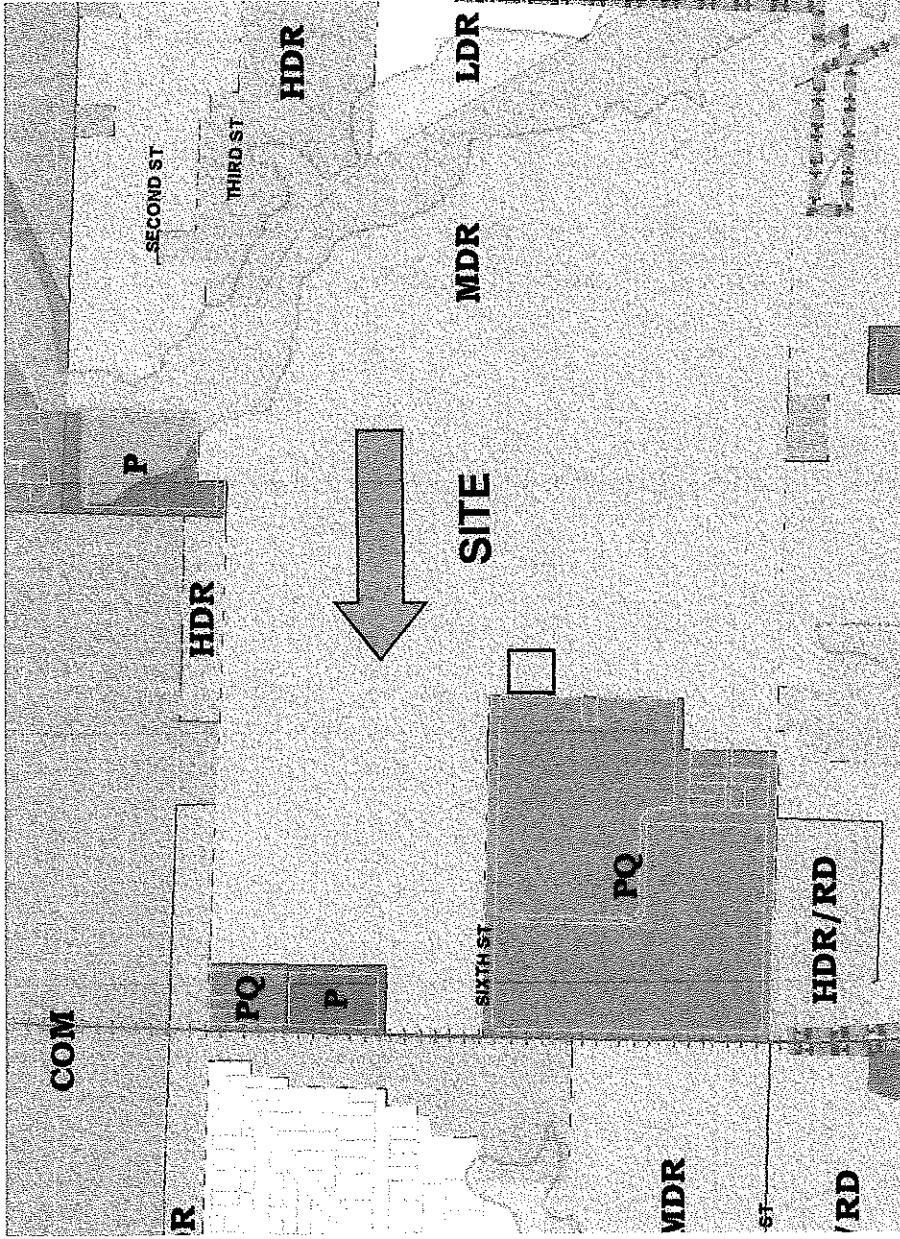 SECOND ST
THIRD ST
HDR
LDR
P
MDR
HDR
SITE
COM
PQ
P
SIXTH ST
PQ
HDR/RD
R
MDR
ST
/RD